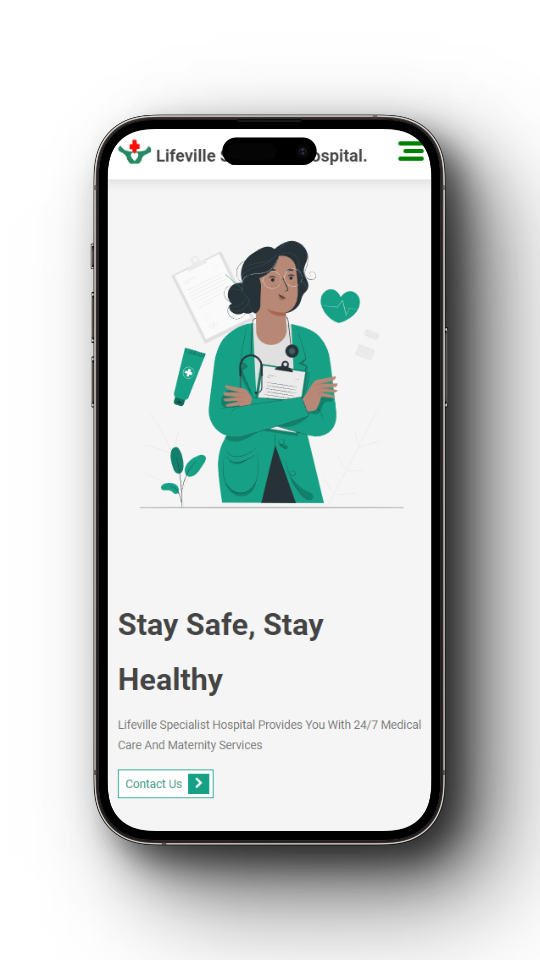 Lifeville S ospital.
Stay Safe, Stay
Healthy
Lifeville Specialist Hospital Provides You With 24/7 Medical
Care And Maternity Services
Contact Us